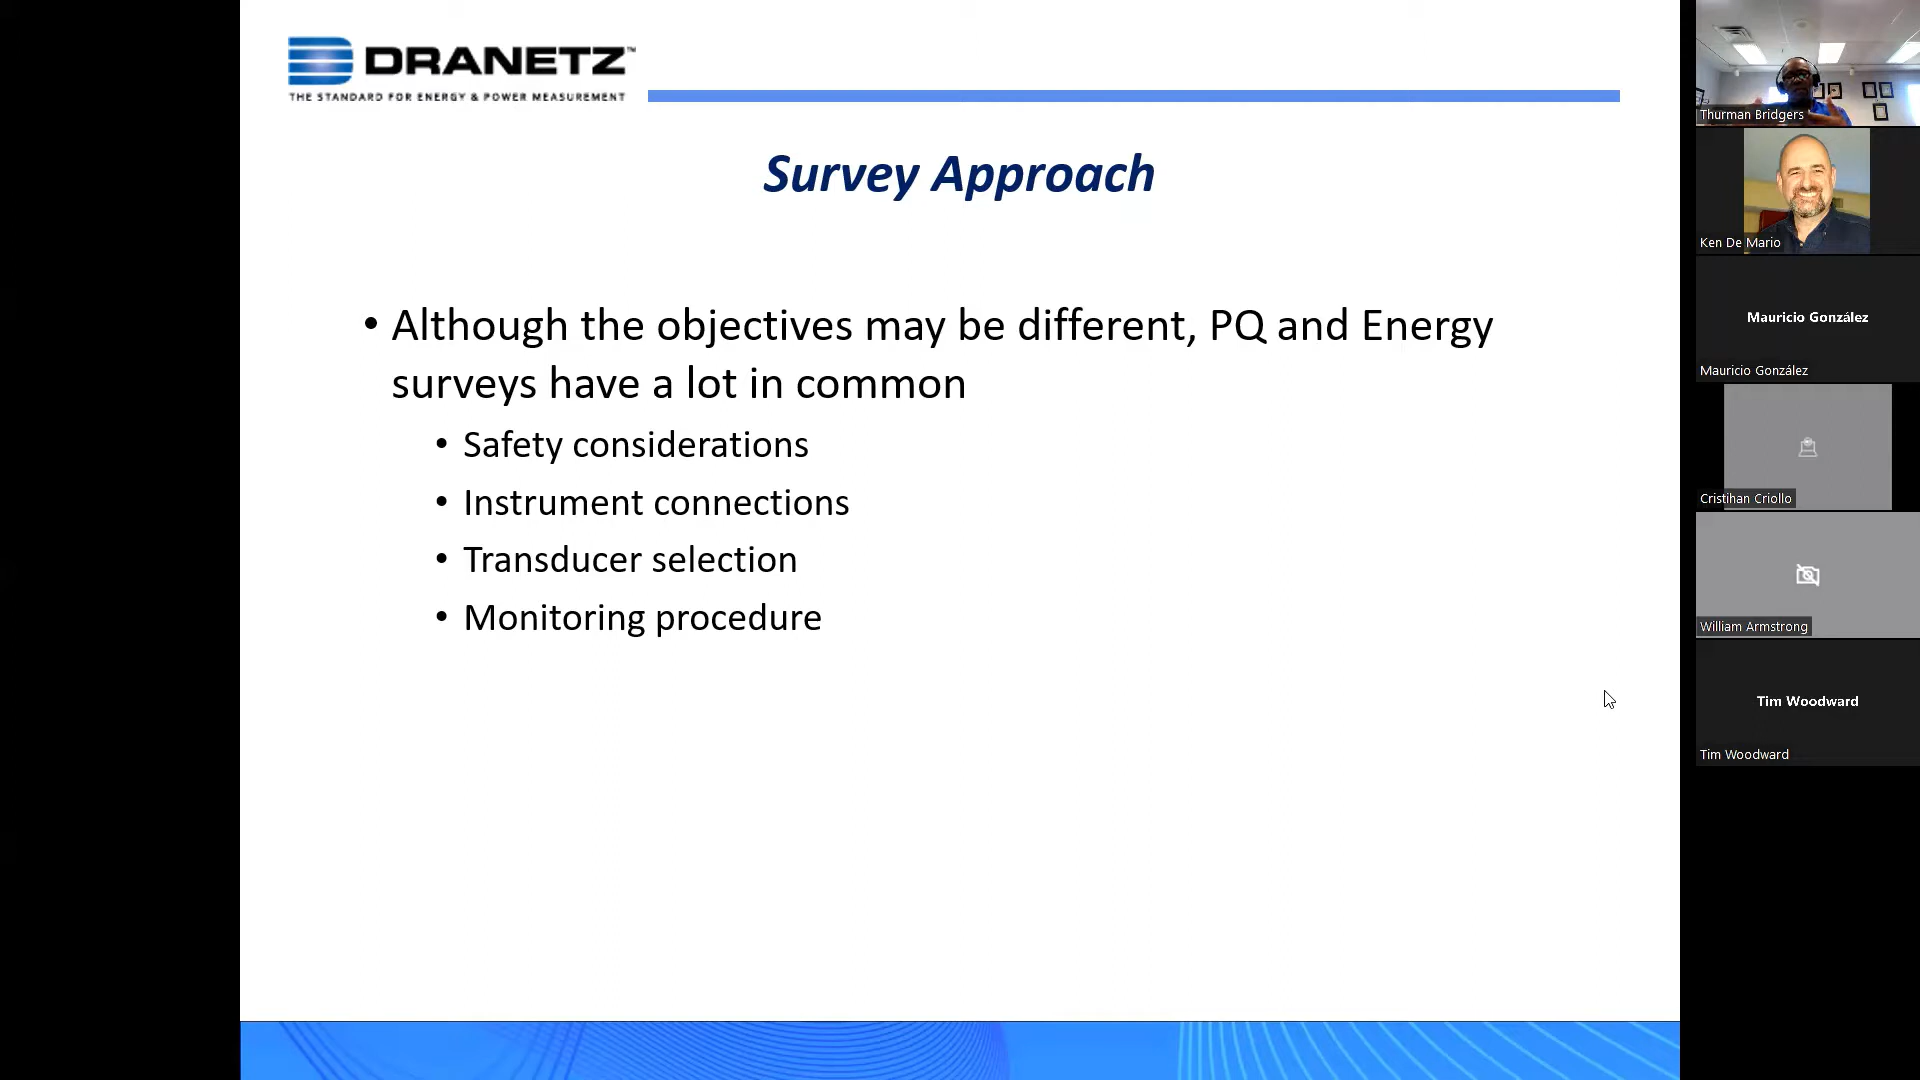 DRANETZ™
THE STANDARD FOR ENERGY & POWER MEASUREMENT
Survey Approach
• Although the objectives may be different, PQ and Energy
surveys have a lot in common
• Safety considerations
• Instrument connections
• Transducer selection
• Monitoring procedure
Thurman Bridgers
Ken De Mario
Mauricio González
Mauricio González
Cristihan Criollo
William Armstrong
Tim Woodward
Tim Woodward